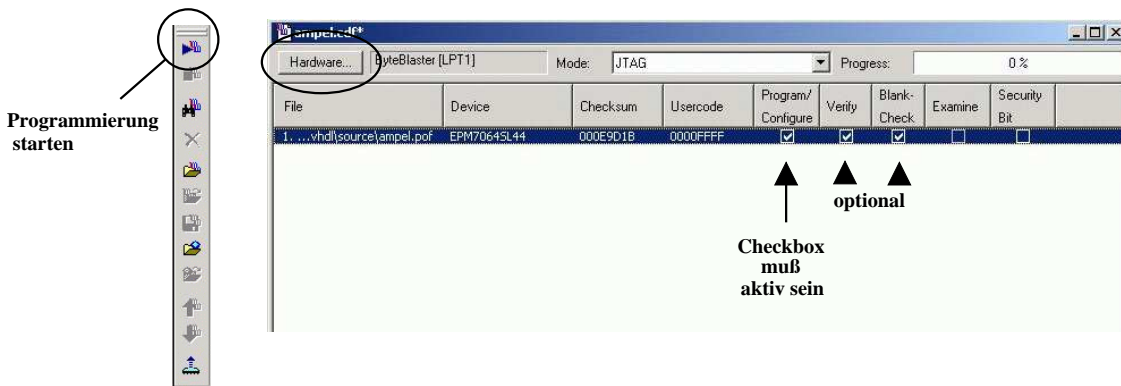 ampel.cdf*
Hardware... ByteBlaster [LPT1] Mode: JTAG Progress: 0 %
File Device Checksum Usercode Program/ Configure Verify Blank- Check Examine Security Bit
1. ...vhdl\source\ampel.pof EPM7064SL44 000E9D1B 0000FFFF
Programmierung
starten
optional
Checkbox
muß
aktiv sein